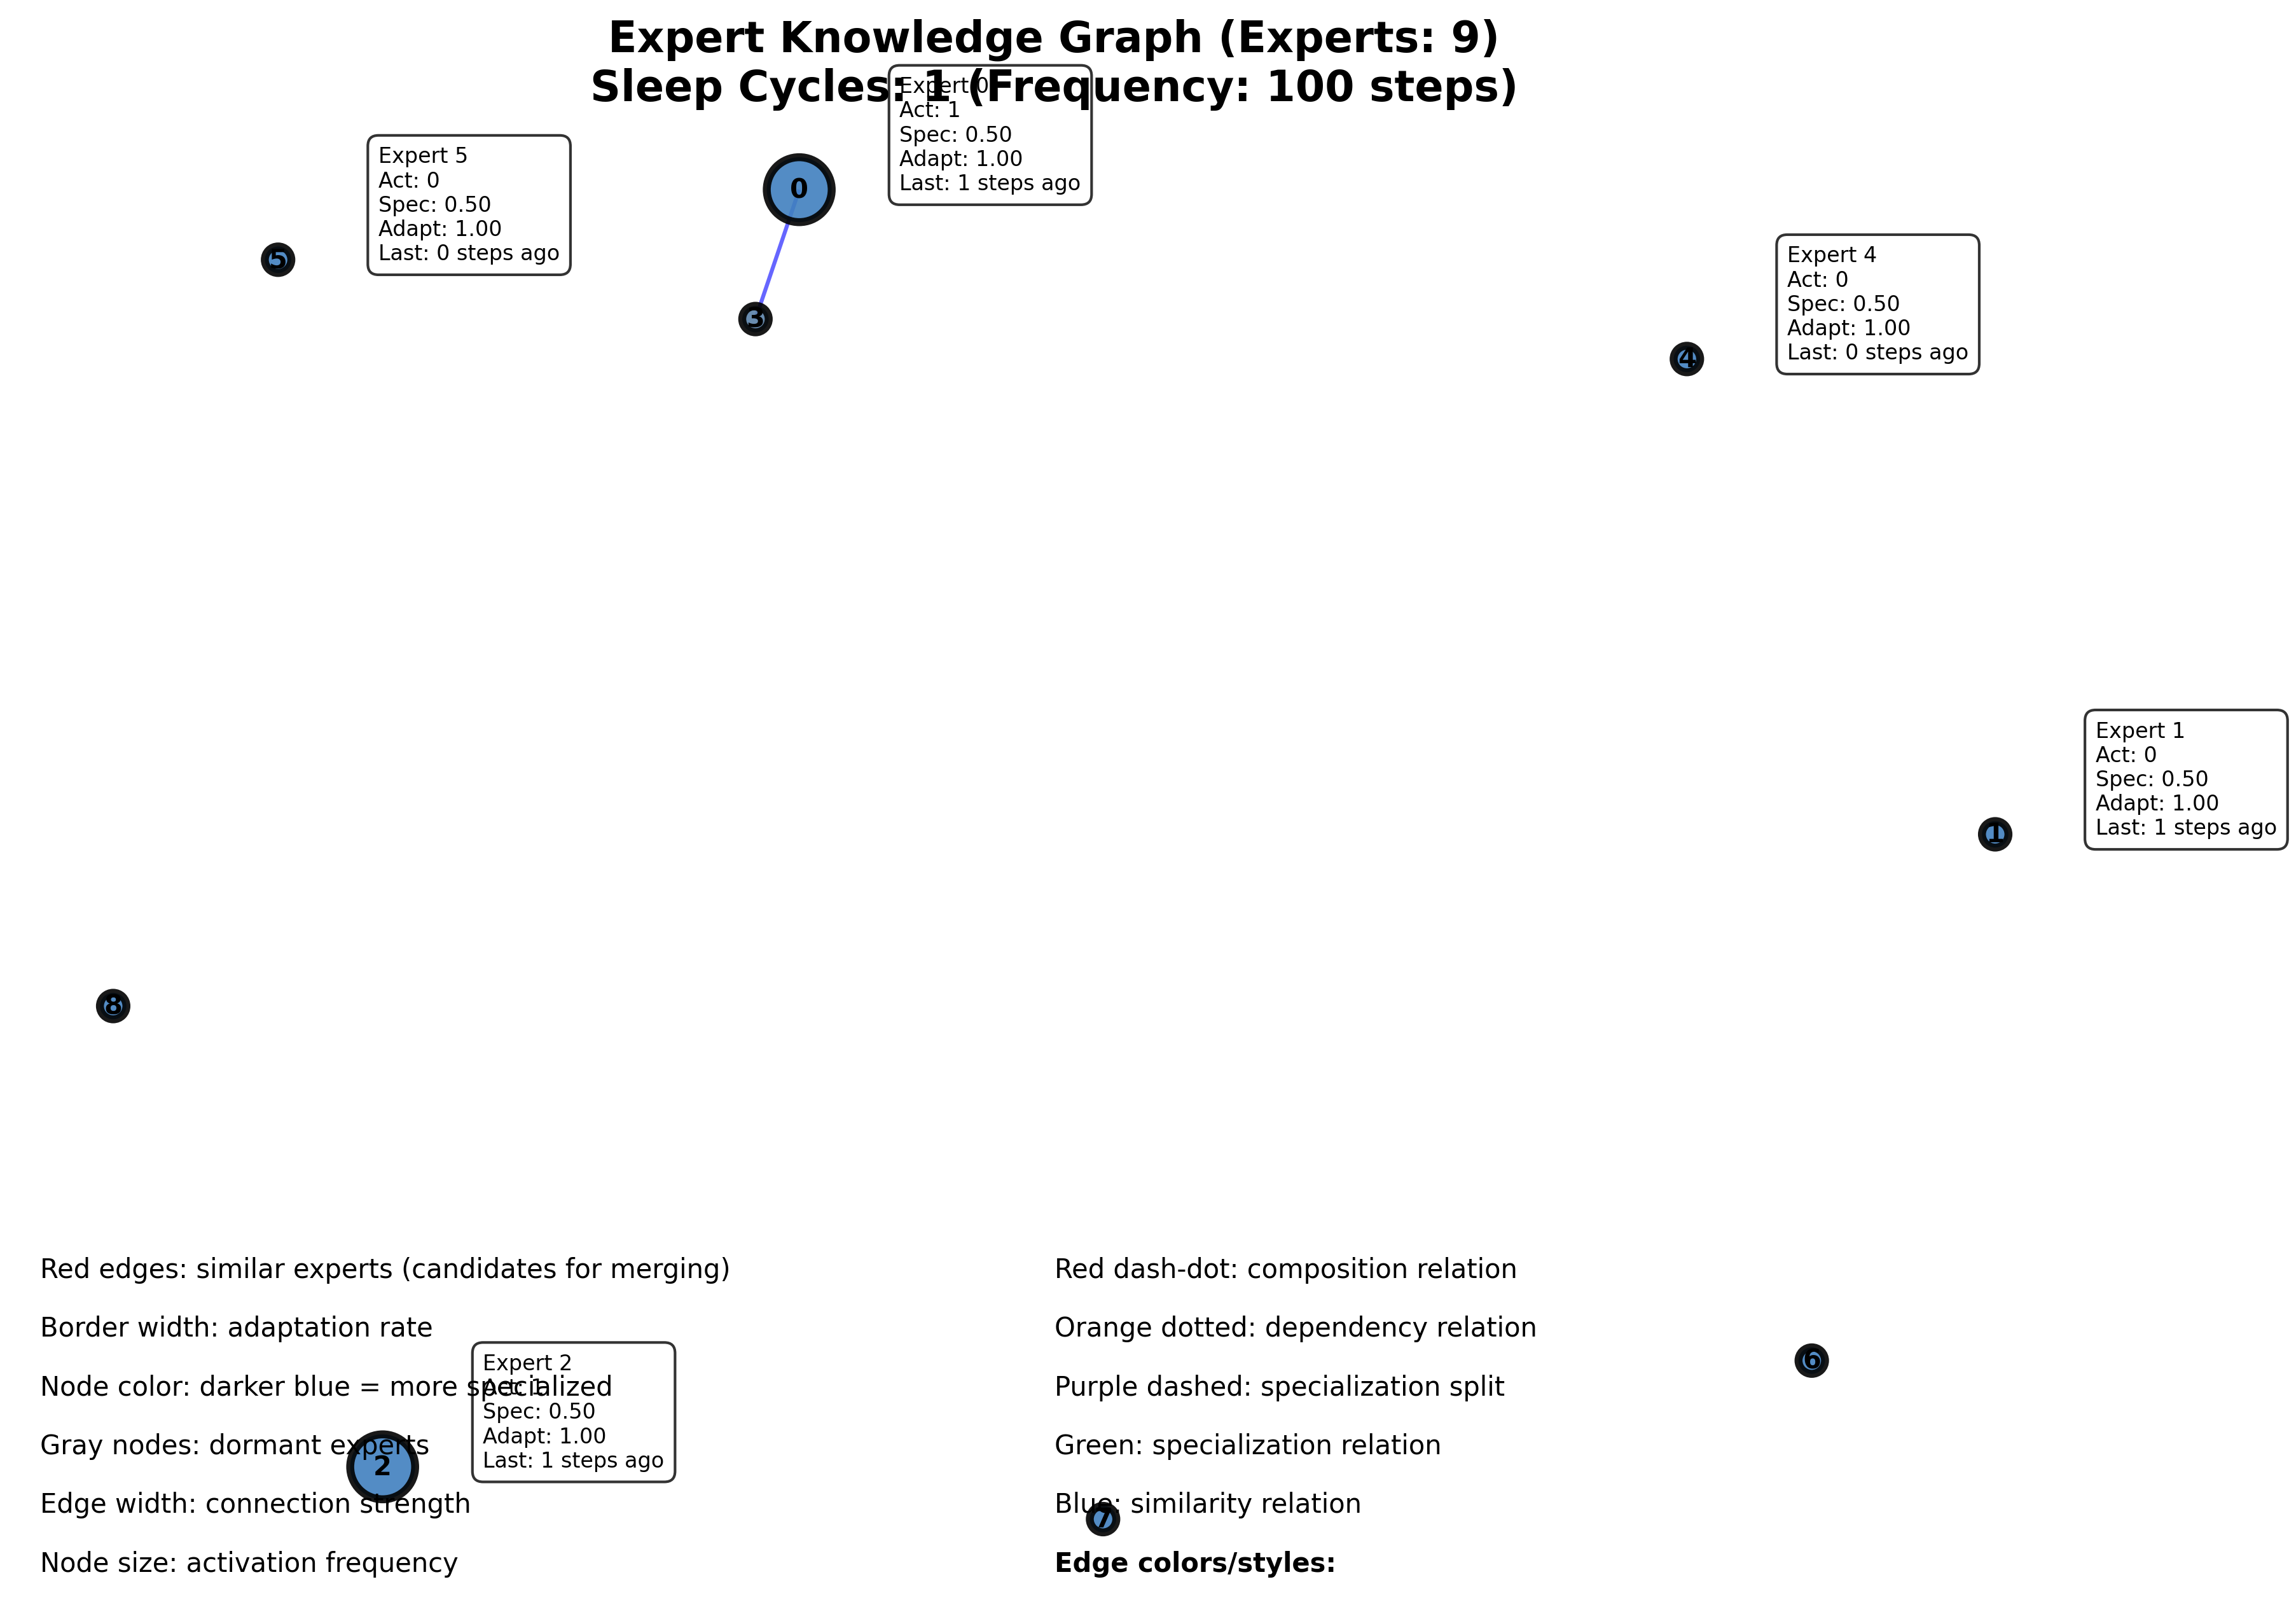 Expert Knowledge Graph (Experts: 9)
Sleep Cycles: 1 (Frequency: 100 steps)
Expert 0
Act: 1
Spec: 0.50
Adapt: 1.00
Last: 1 steps ago
Expert 5
Act: 0
Spec: 0.50
Adapt: 1.00
Last: 0 steps ago
0
5
3
Expert 4
Act: 0
Spec: 0.50
Adapt: 1.00
Last: 0 steps ago
4
Expert 1
Act: 0
Spec: 0.50
Adapt: 1.00
Last: 1 steps ago
1
8
Red edges: similar experts (candidates for merging)
Border width: adaptation rate
Node color: darker blue = more specialized
Gray nodes: dormant experts
Edge width: connection strength
Node size: activation frequency
Expert 2
Act: 1
Spec: 0.50
Adapt: 1.00
Last: 1 steps ago
2
Red dash-dot: composition relation
Orange dotted: dependency relation
Purple dashed: specialization split
Green: specialization relation
Blue: similarity relation
Edge colors/styles:
6
7